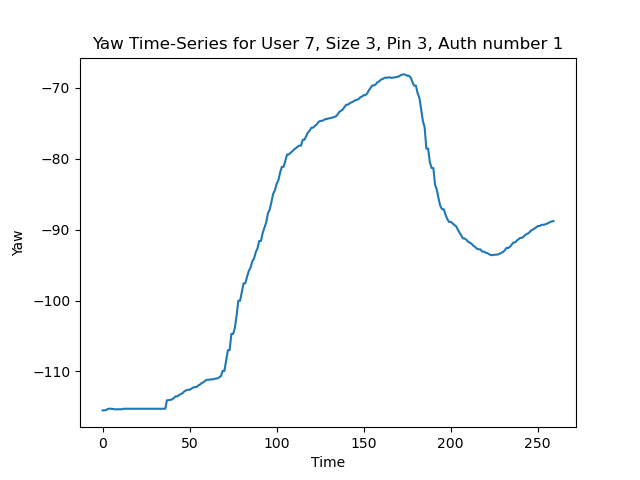 Yaw Time-Series for User 7, Size 3, Pin 3, Auth number 1
−70
−80
−90
−100
−110
Yaw
0 50 100 150 200 250
Time